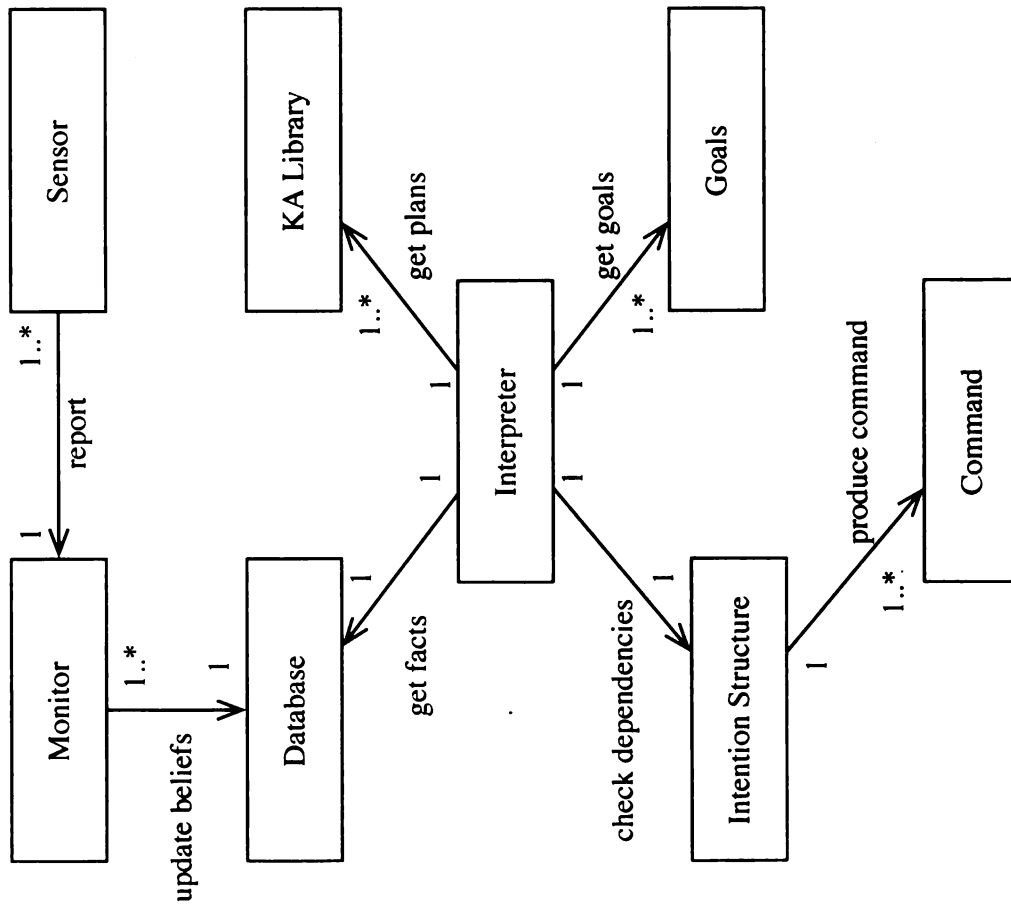 1
1..*
Monitor
Sensor
report
1..*
update beliefs
1
Database
KA Library
1
1..*
get facts
get plans
1
1
Interpreter
1
1
check dependencies
get goals
1
1..*
Intention Structure
Goals
1
produce command
1..*
Command